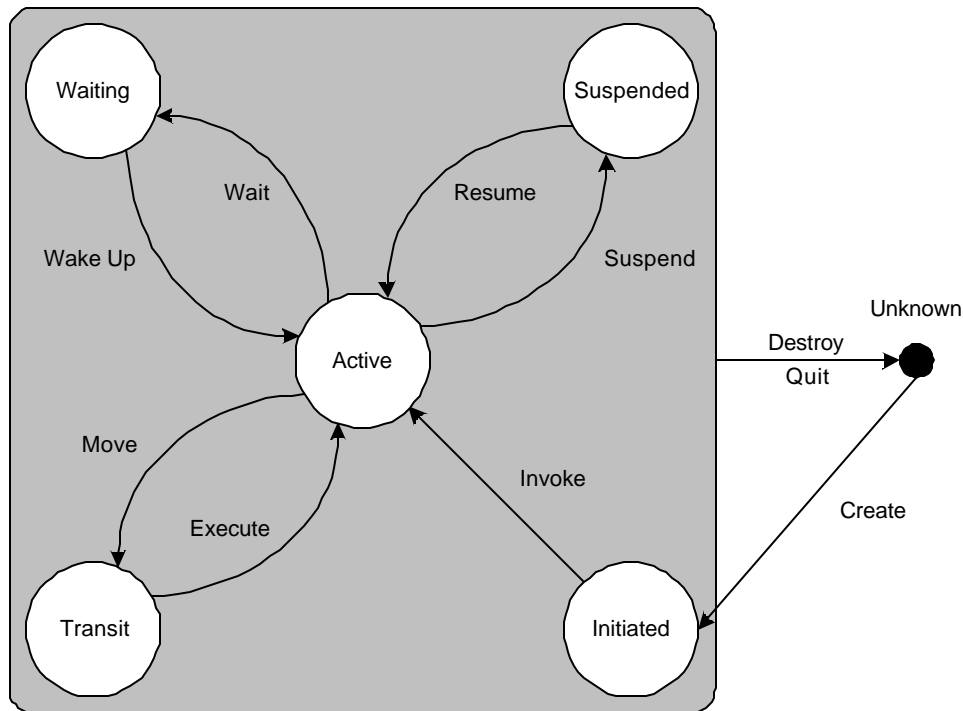 Waiting
Suspended
Wait
Resume
Wake Up
Suspend
Unknown
Destroy
Quit
Active
Move
Invoke
Execute
Create
Transit
Initiated